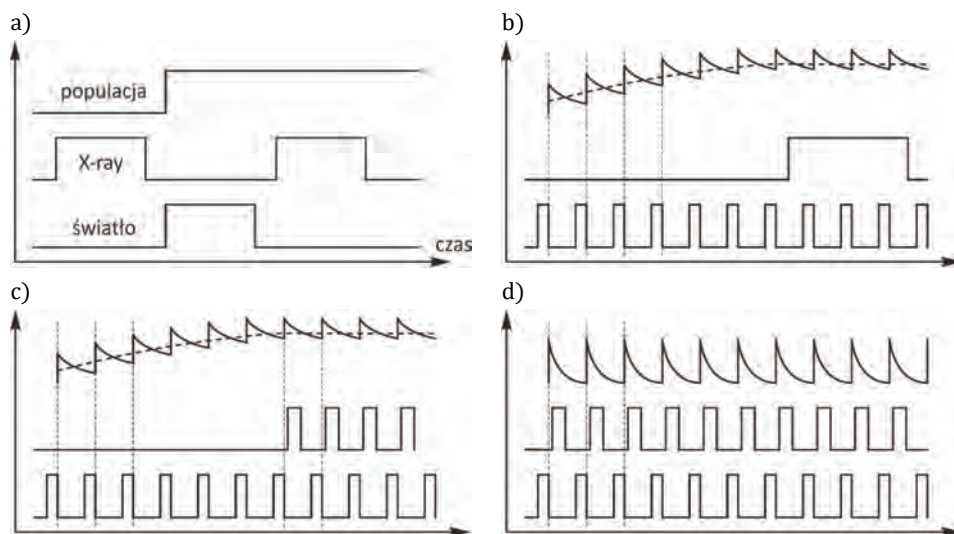 a)
b)
populacja
X-ray
światło
czas
c)
d)